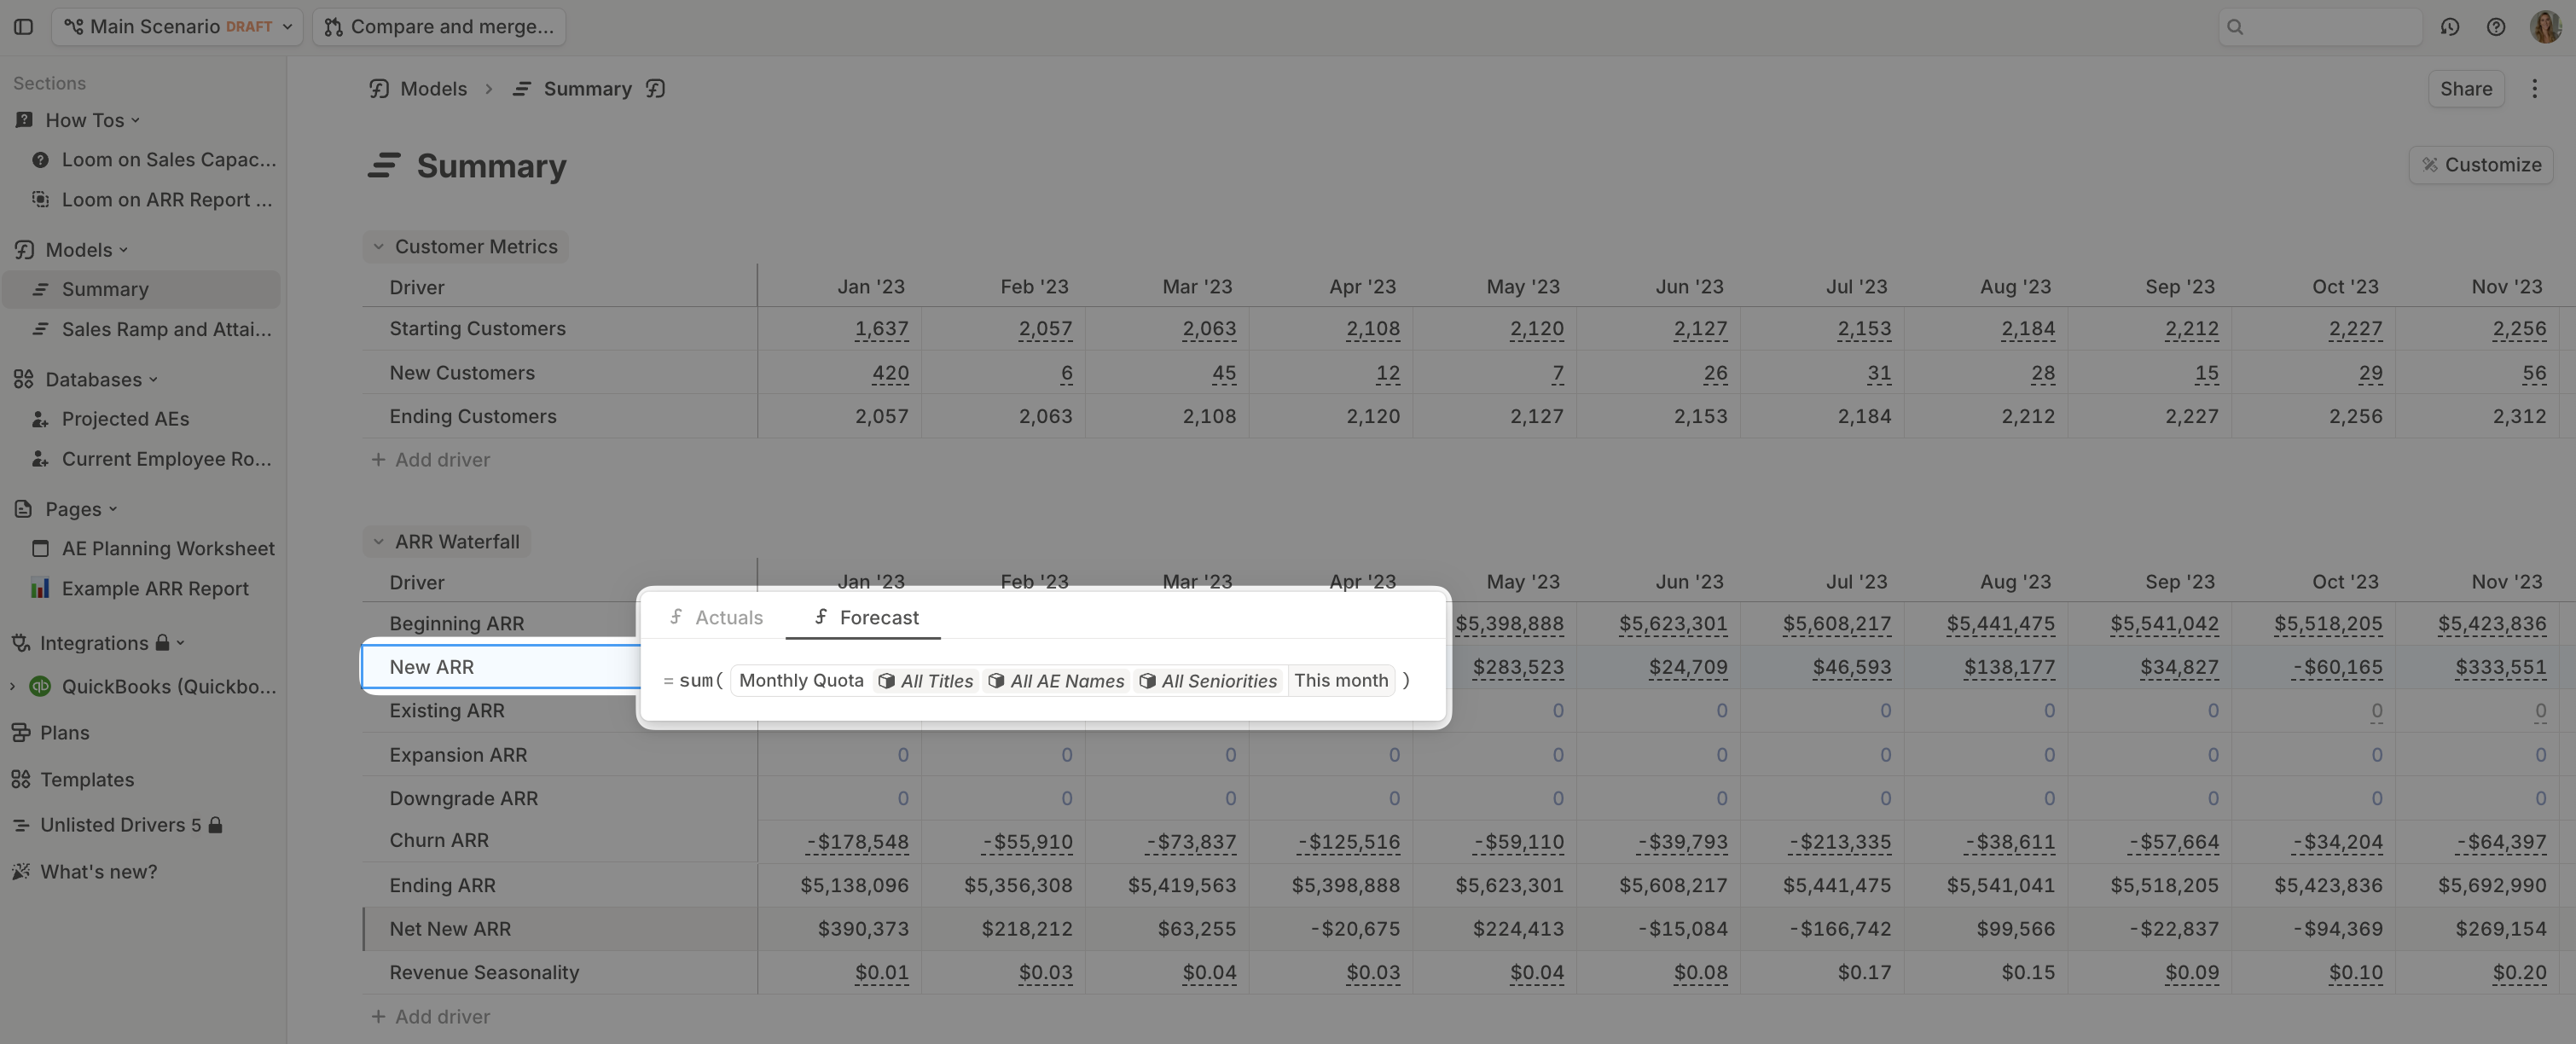 Main Scenario DRAFT
Compare and merge...
Sections
How Tos
Loom on Sales Capac...
Loom on ARR Report ...
Models
Summary
Sales Ramp and Attai...
Databases
Projected AEs
Current Employee Ro...
Pages
AE Planning Worksheet
Example ARR Report
Integrations
qb QuickBooks (Quickbo...
Plans
Templates
Unlisted Drivers 5
What's new?
Models > Summary
Share
Summary
Customize
Customer Metrics
Driver Jan '23 Feb '23 Mar '23 Apr '23 May '23 Jun '23 Jul '23 Aug '23 Sep '23 Oct '23 Nov '23
Starting Customers 1,637 2,057 2,063 2,108 2,120 2,127 2,153 2,184 2,212 2,227 2,256
New Customers 420 6 45 12 7 26 31 28 15 29 56
Ending Customers 2,057 2,063 2,108 2,120 2,127 2,153 2,184 2,212 2,227 2,256 2,312
+ Add driver
ARR Waterfall
Driver Jan '23 Feb '23 Mar '23 Apr '23 May '23 Jun '23 Jul '23 Aug '23 Sep '23 Oct '23 Nov '23
Beginning ARR $5,398,888 $5,623,301 $5,608,217 $5,441,475 $5,541,042 $5,518,205 $5,423,836
New ARR $283,523 $24,709 $46,593 $138,177 $34,827 -$60,165 $333,551
Actuals Forecast
= sum( Monthly Quota All Titles All AE Names All Seniorities This month )
Existing ARR 0 0 0 0 0 0 0
Expansion ARR 0 0 0 0 0 0 0 0 0 0 0
Downgrade ARR 0 0 0 0 0 0 0 0 0 0 0
Churn ARR -$178,548 -$55,910 -$73,837 -$125,516 -$59,110 -$39,793 -$213,335 -$38,611 -$57,664 -$34,204 -$64,397
Ending ARR $5,138,096 $5,356,308 $5,419,563 $5,398,888 $5,623,301 $5,608,217 $5,441,475 $5,541,041 $5,518,205 $5,423,836 $5,692,990
Net New ARR $390,373 $218,212 $63,255 -$20,675 $224,413 -$15,084 -$166,742 $99,566 -$22,837 -$94,369 $269,154
Revenue Seasonality $0.01 $0.03 $0.04 $0.03 $0.04 $0.08 $0.17 $0.15 $0.09 $0.10 $0.20
+ Add driver